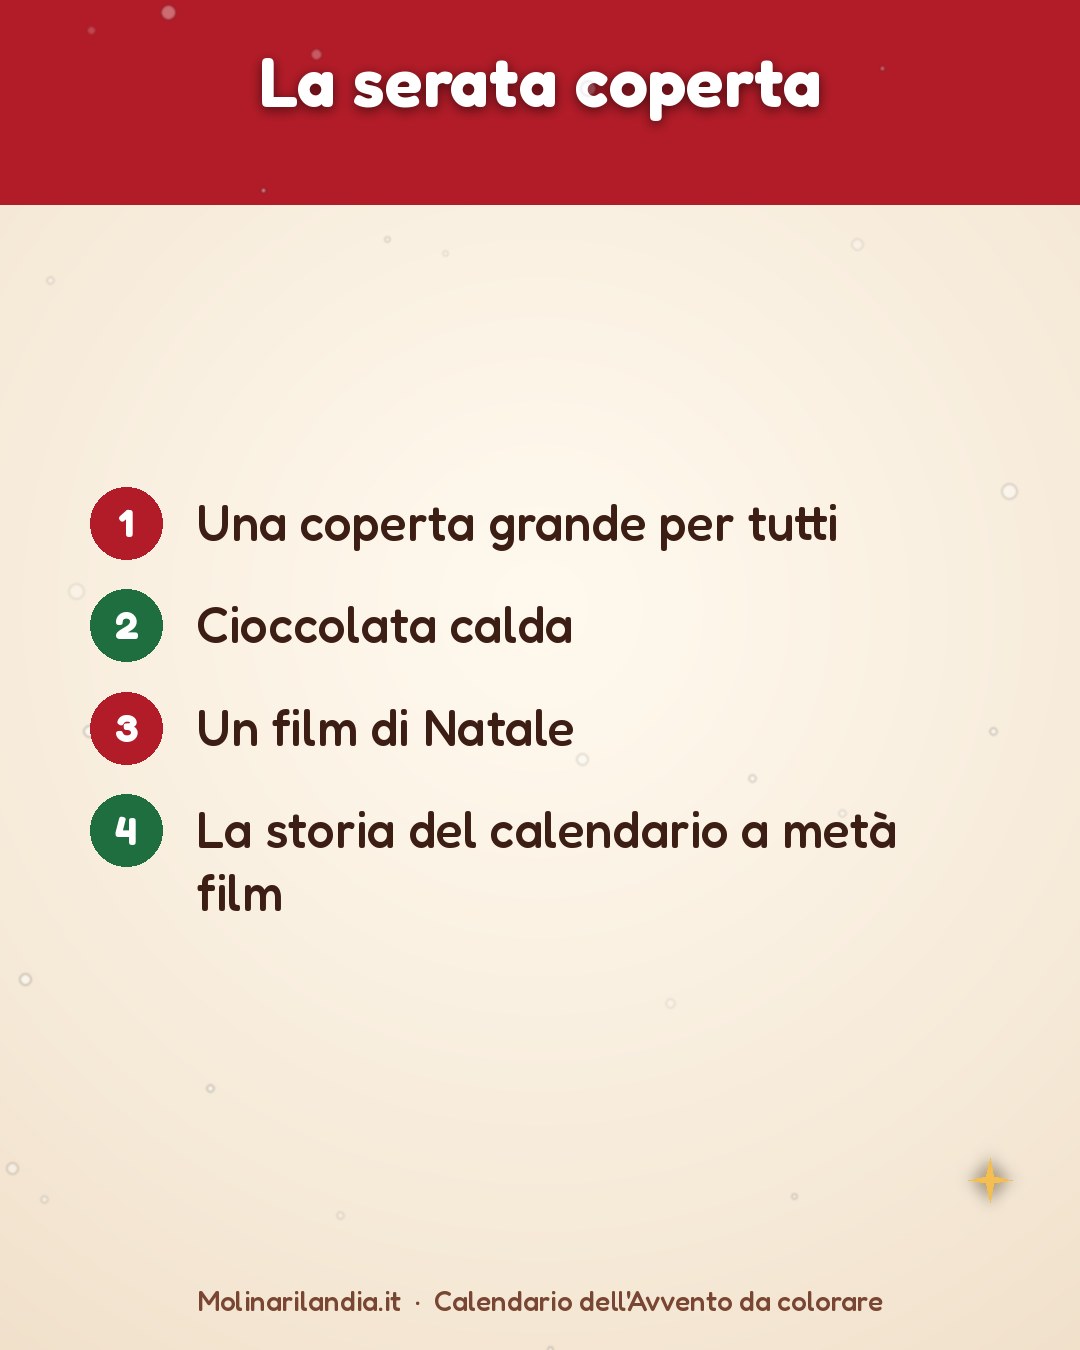 La serata coperta
1 Una coperta grande per tutti
2 Cioccolata calda
3 Un film di Natale
4 La storia del calendario a metà
film
Molinarilandia.it · Calendario dell'Avvento da colorare